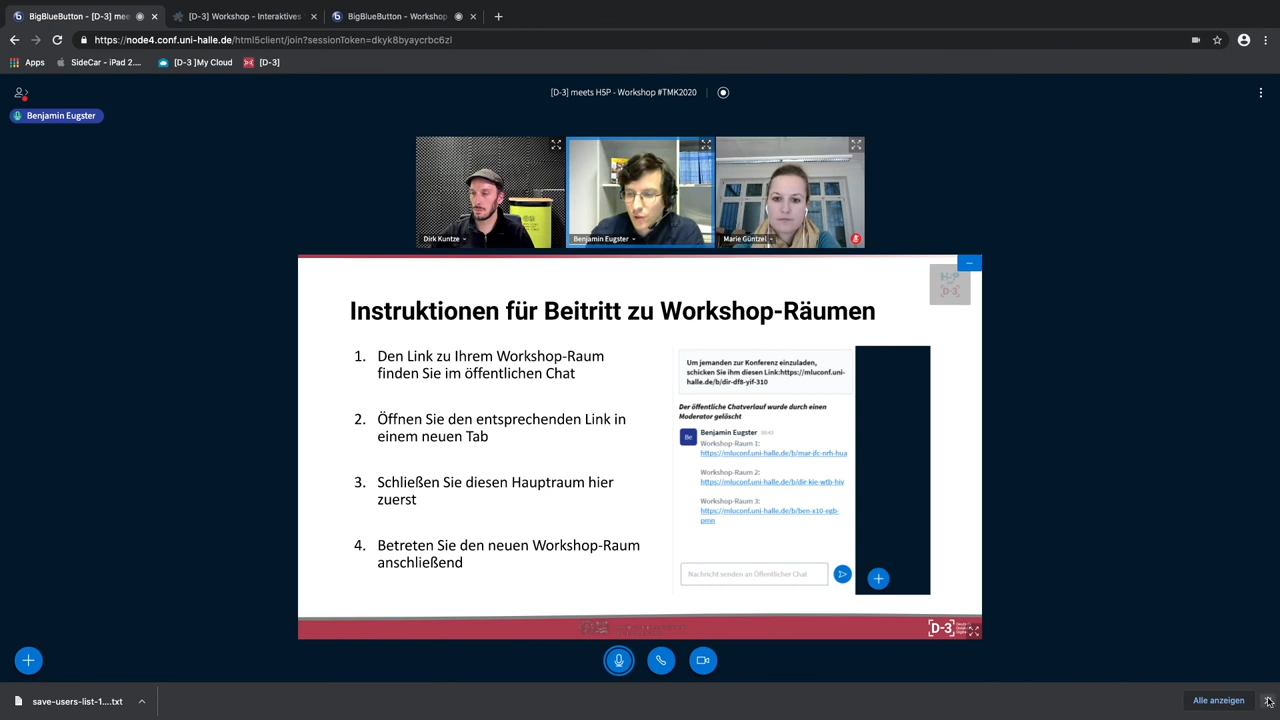 BigBlueButton - [D-3] mee
[D-3] Workshop - Interaktives
BigBlueButton - Workshop
https://node4.conf.uni-halle.de/html5client/join?sessionToken=dkyk8byaycrbc6zl
Apps
SideCar - iPad 2....
[D-3 ]My Cloud
[D-3]
[D-3] meets H5P - Workshop #TMK2020
Benjamin Eugster
Dirk Kuntze
Benjamin Eugster
Marie Güntzel
H5P
[D-3]
Instruktionen für Beitritt zu Workshop-Räumen
1. Den Link zu Ihrem Workshop-Raum
finden Sie im öffentlichen Chat
2. Öffnen Sie den entsprechenden Link in
einem neuen Tab
3. Schließen Sie diesen Hauptraum hier
zuerst
4. Betreten Sie den neuen Workshop-Raum
anschließend
Um jemanden zur Konferenz einzuladen,
schicken Sie ihm diesen Link:https://mluconf.uni-
halle.de/b/dir-df8-yif-310
Der öffentliche Chatverlauf wurde durch einen
Moderator gelöscht
Be
Benjamin Eugster
Workshop-Raum 1:
https://mluconf.uni-halle.de/b/mar-jfc-nrh-hua
Workshop-Raum 2:
https://mluconf.uni-halle.de/b/dir-kie-wtb-hiv
Workshop-Raum 3:
https://mluconf.uni-halle.de/b/ben-x10-egb-
pmn
Nachricht senden an Öffentlicher Chat
[D-3]
save-users-list-1....txt
Alle anzeigen